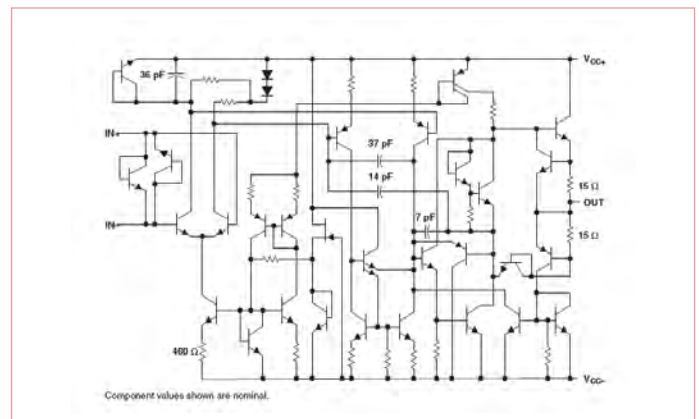 VCC+
36 pF
IN+
37 pF
14 pF
15 Ω
OUT
IN-
7 pF
15 Ω
460 Ω
VCC-
Component values shown are nominal.